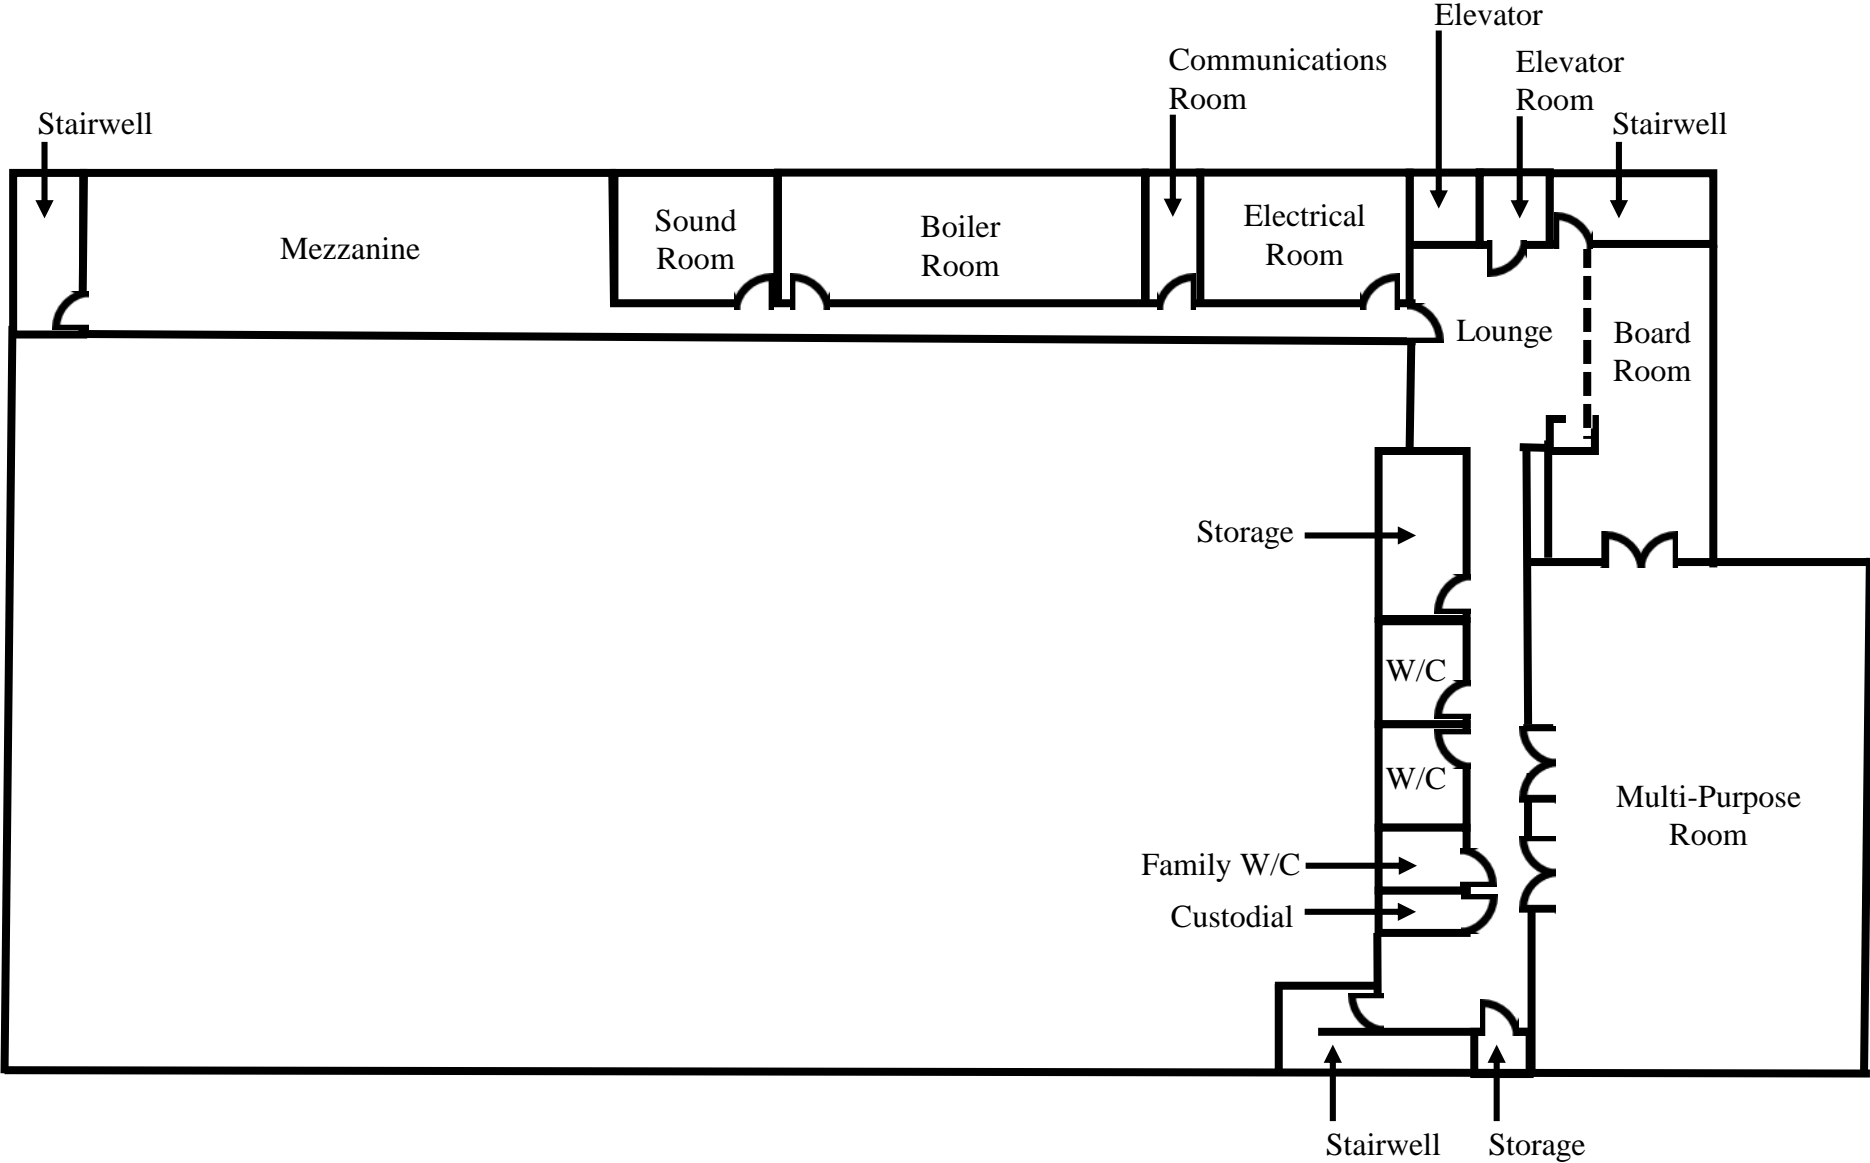 Elevator
Communications
Room
Elevator
Room
Stairwell
Stairwell
Mezzanine
Sound
Room
Boiler
Room
Electrical
Room
Lounge
Board
Room
Storage
W/C
W/C
Multi-Purpose
Room
Family W/C
Custodial
Stairwell
Storage